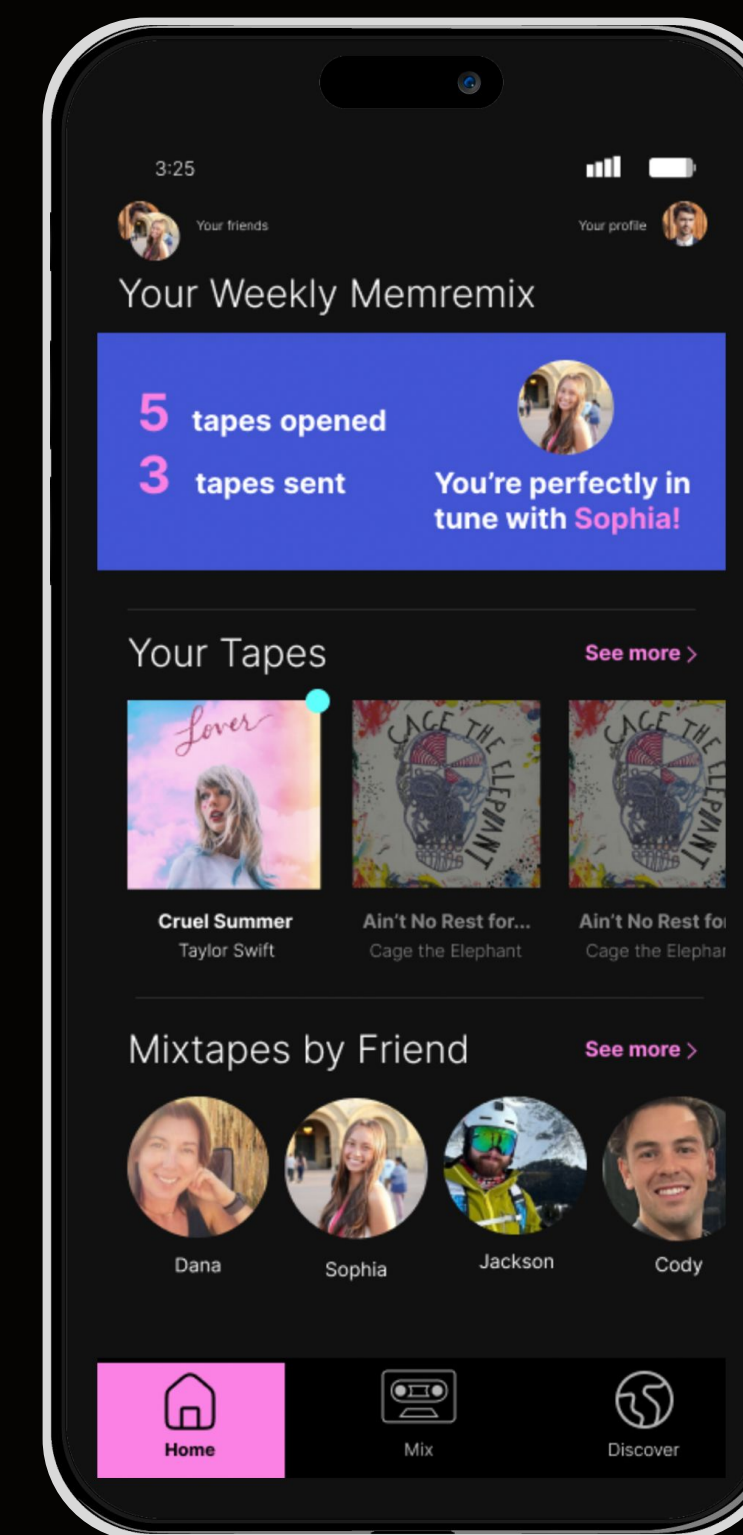 3:25
Your friends
Your profile
Your Weekly Memremix
5 tapes opened
3 tapes sent
You're perfectly in
tune with Sophia!
Your Tapes
See more >
Lover
CAGE THE ELEPHANT
CAGE THE ELEPHANT
Cruel Summer
Taylor Swift
Ain't No Rest for...
Cage the Elephant
Ain't No Rest for
Cage the Elephan
Mixtapes by Friend
See more >
Dana
Sophia
Jackson
Cody
Home
Mix
Discover